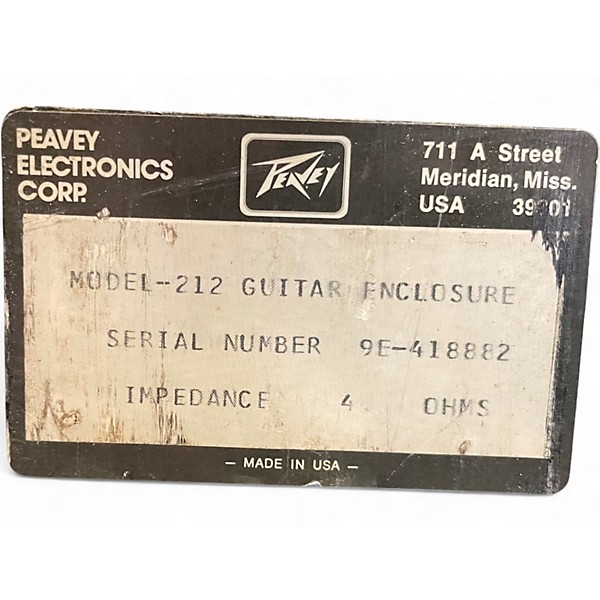 PEAVEY
ELECTRONICS
CORP.
PEAVEY
711 A Street
Meridian, Miss.
USA
MODEL-212 GUITAR ENCLOSURE
SERIAL NUMBER 9E-418882
IMPEDANCE 4 OHMS
— MADE IN USA —